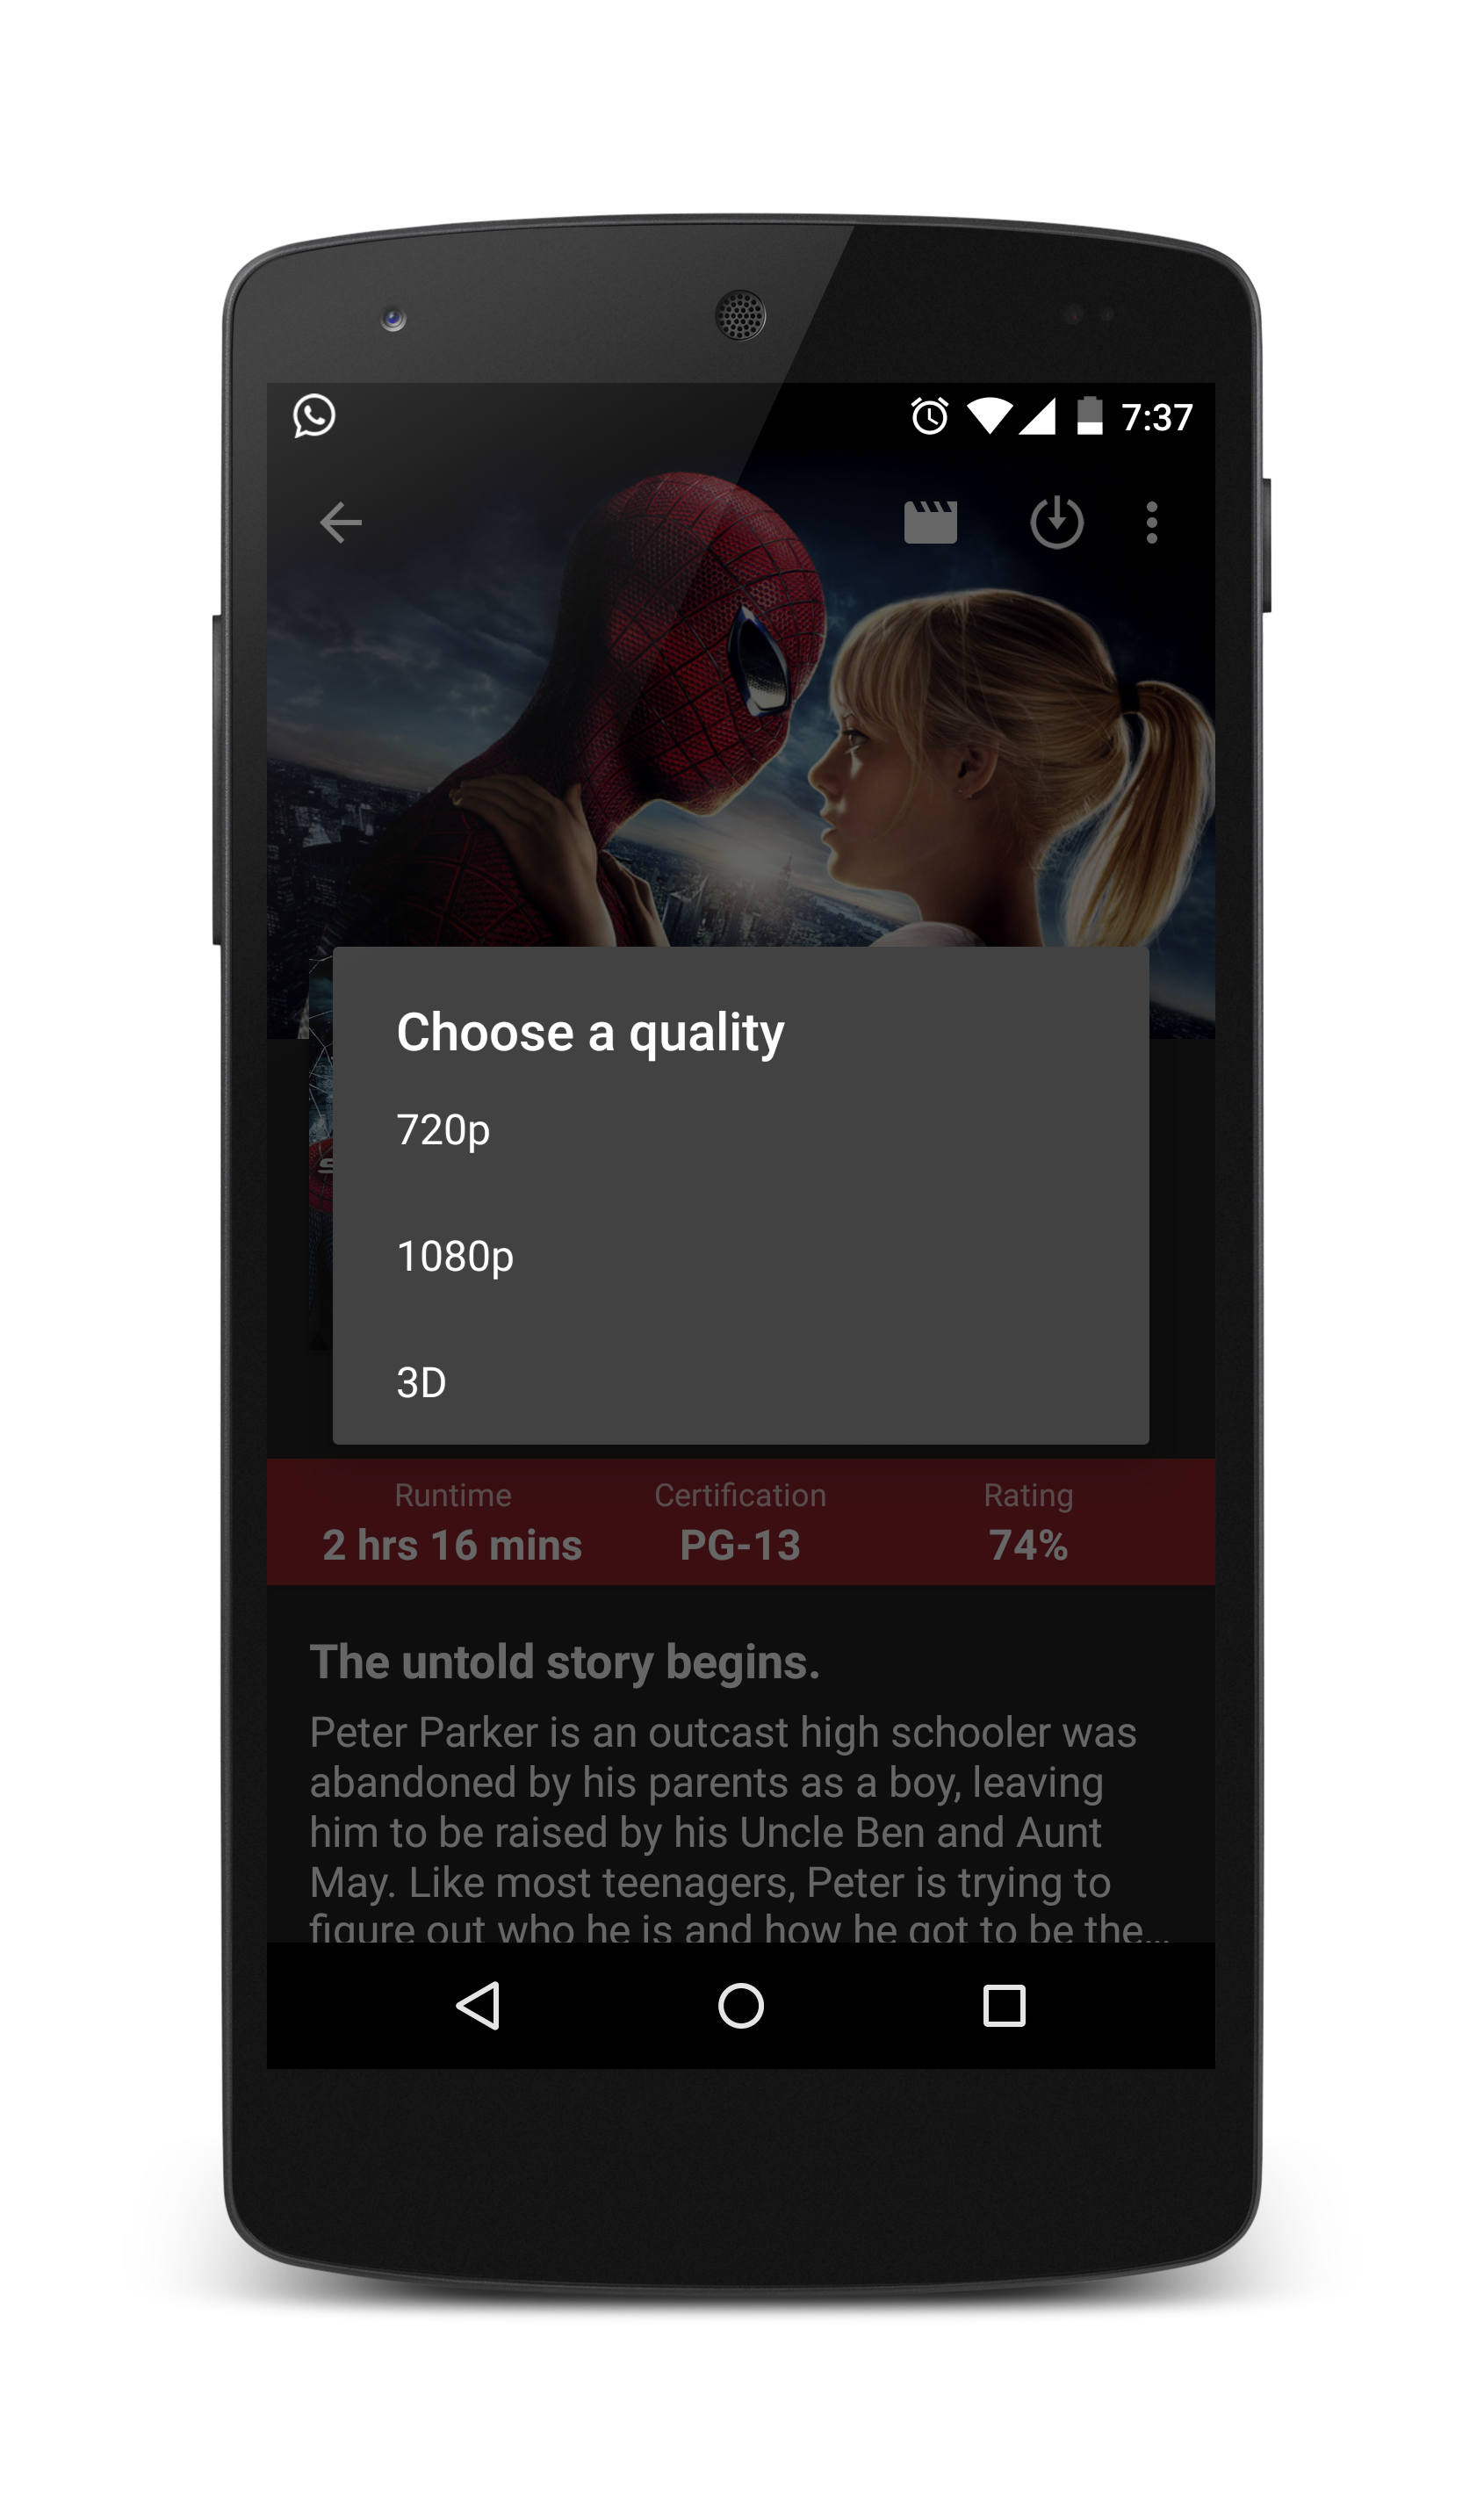 7:37
Choose a quality
720p
1080p
3D
Runtime Certification Rating
2 hrs 16 mins PG-13 74%
The untold story begins.
Peter Parker is an outcast high schooler was
abandoned by his parents as a boy, leaving
him to be raised by his Uncle Ben and Aunt
May. Like most teenagers, Peter is trying to
figure out who he is and how he got to be the...